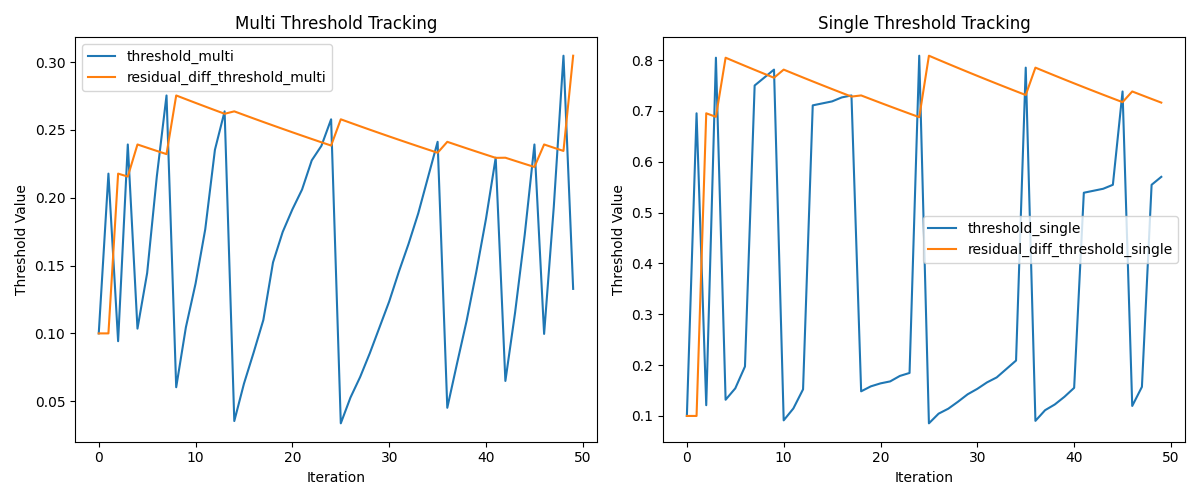 Multi Threshold Tracking
threshold_multi
residual_diff_threshold_multi
Threshold Value
0.30
0.25
0.20
0.15
0.10
0.05
0
10
20
30
40
50
Iteration
Single Threshold Tracking
threshold_single
residual_diff_threshold_single
Threshold Value
0.8
0.7
0.6
0.5
0.4
0.3
0.2
0.1
0
10
20
30
40
50
Iteration